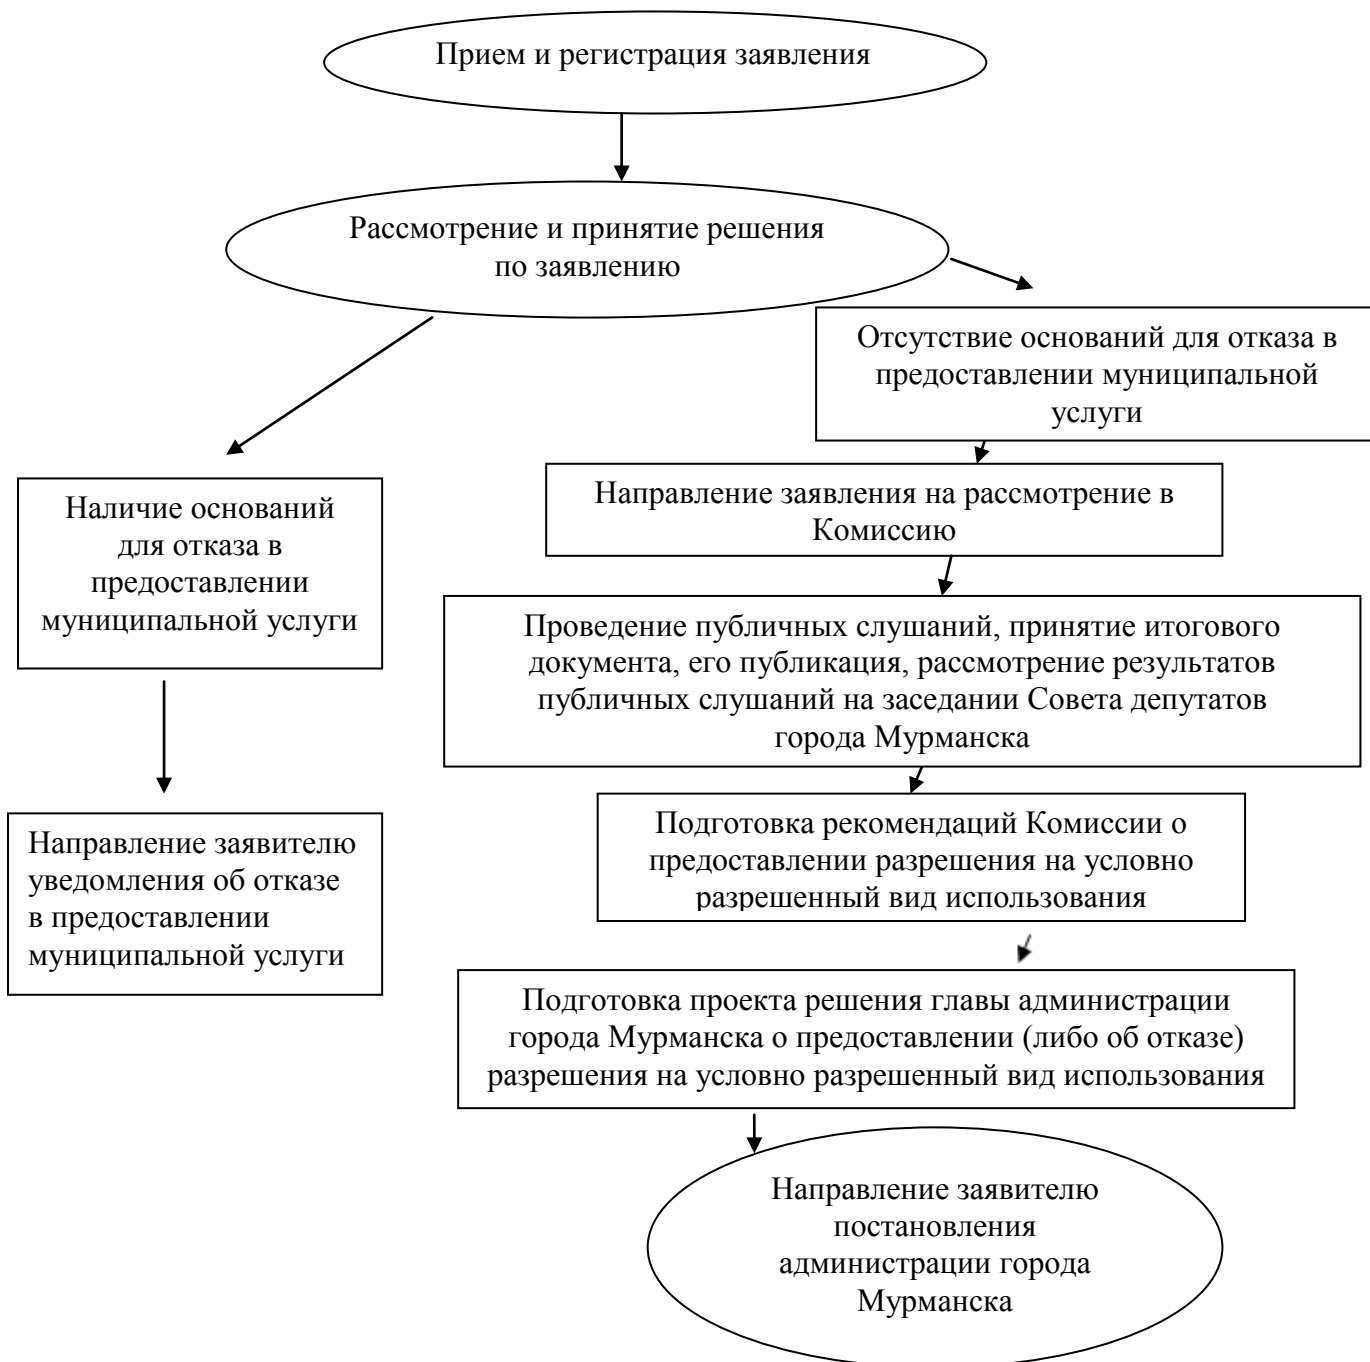 Прием и регистрация заявления
Рассмотрение и принятие решения
по заявлению
Отсутствие оснований для отказа в
предоставлении муниципальной
услуги
Наличие оснований
для отказа в
предоставлении
муниципальной услуги
Направление заявления на рассмотрение в
Комиссию
Проведение публичных слушаний, принятие итогового
документа, его публикация, рассмотрение результатов
публичных слушаний на заседании Совета депутатов
города Мурманска
Направление заявителю
уведомления об отказе
в предоставлении
муниципальной услуги
Подготовка рекомендаций Комиссии о
предоставлении разрешения на условно
разрешенный вид использования
Подготовка проекта решения главы администрации
города Мурманска о предоставлении (либо об отказе)
разрешения на условно разрешенный вид использования
Направление заявителю
постановления
администрации города
Мурманска